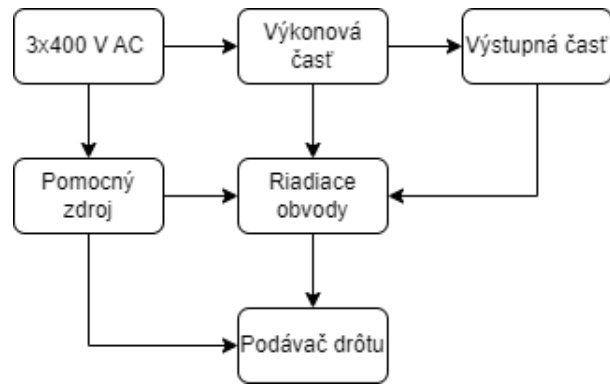 3x400 V AC
Výkonová
časť
Výstupná časť
Pomocný
zdroj
Riadiace
obvody
Podávač drôtu